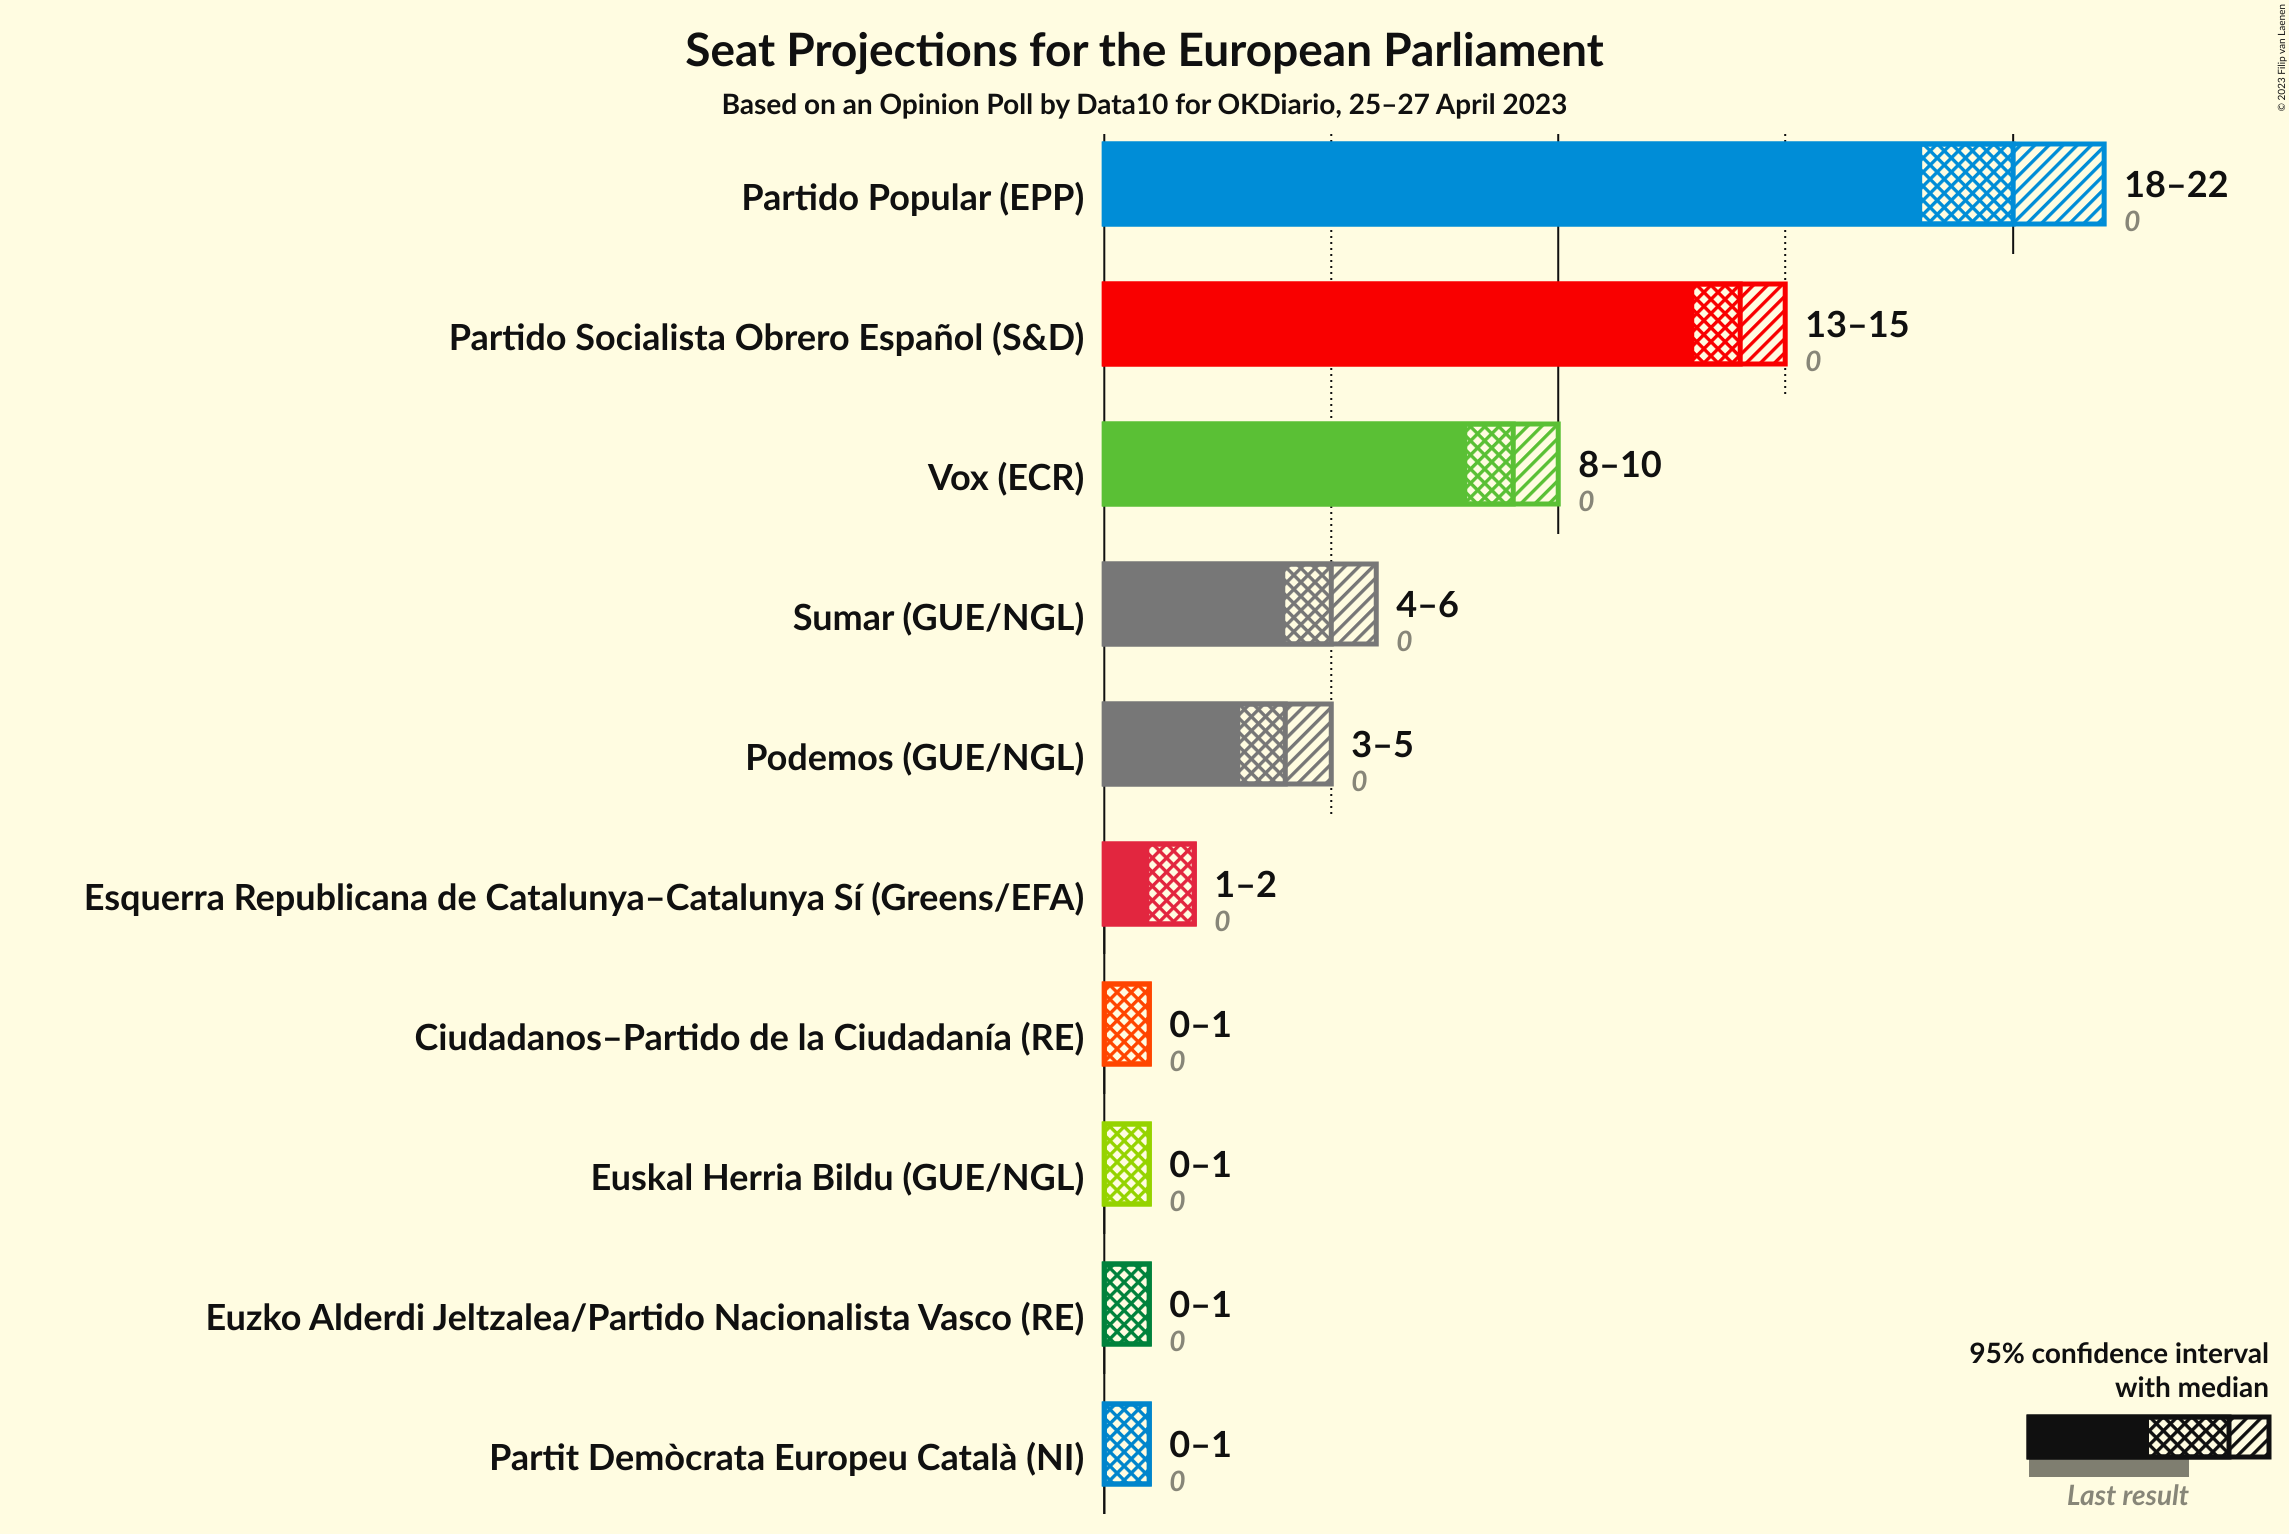 Seat Projections for the European Parliament
Based on an Opinion Poll by Data10 for OKDiario, 25–27 April 2023
© 2023 Filip van Laenen
Partido Popular (EPP)
18–22
0
Partido Socialista Obrero Español (S&D)
13–15
0
Vox (ECR)
8–10
0
Sumar (GUE/NGL)
4–6
0
Podemos (GUE/NGL)
3–5
0
Esquerra Republicana de Catalunya–Catalunya Sí (Greens/EFA)
1–2
0
Ciudadanos–Partido de la Ciudadanía (RE)
0–1
0
Euskal Herria Bildu (GUE/NGL)
0–1
0
Euzko Alderdi Jeltzalea/Partido Nacionalista Vasco (RE)
0–1
0
Partit Demòcrata Europeu Català (NI)
0–1
0
95% confidence interval
with median
Last result